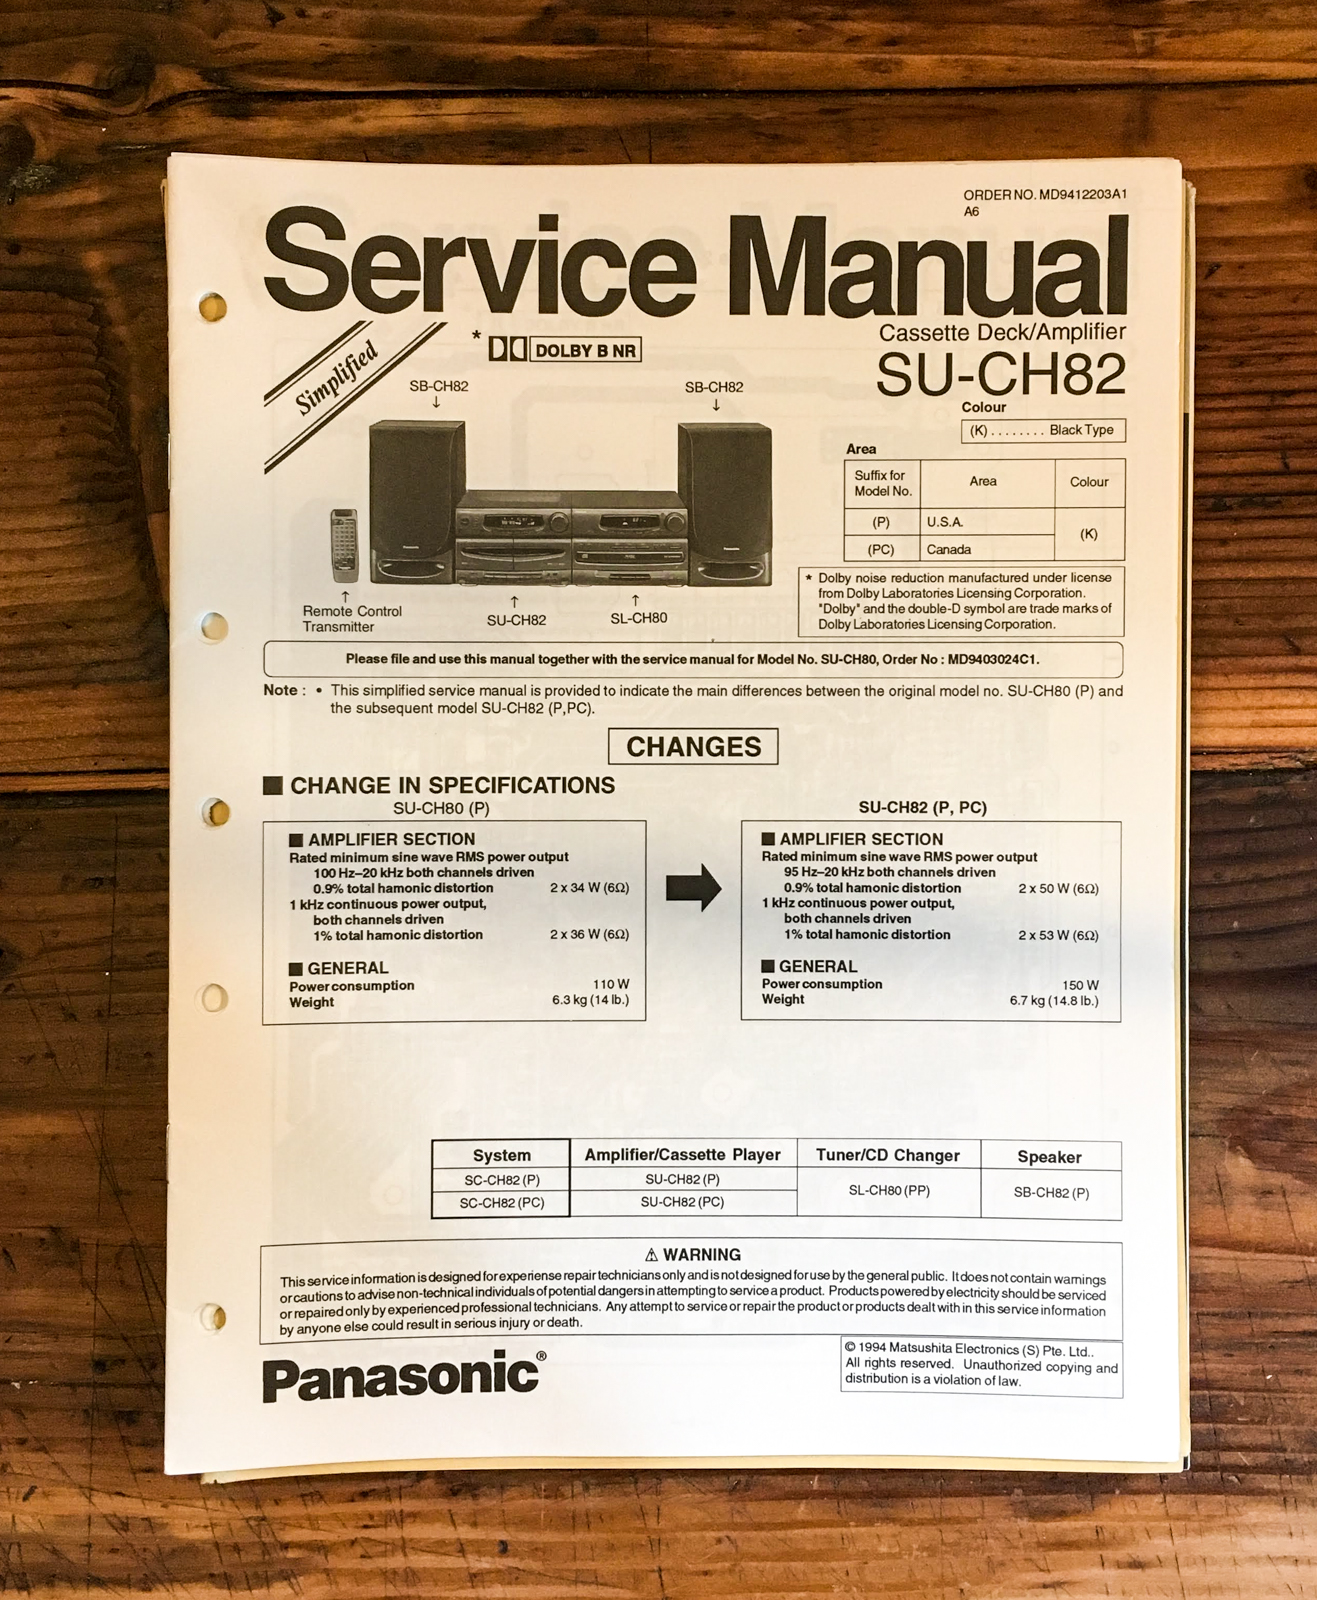 ORDER NO. MD9412203A1
A6
Service Manual
Simplified
* DOLBY B NR
Cassette Deck/Amplifier
SU-CH82
Colour
(K) . . . . . . . . Black Type
Area
Suffix for Model No. Area Colour
(P) U.S.A. (K)
(PC) Canada
SB-CH82
↓
SB-CH82
↓
↑
Remote Control
Transmitter
↑
SU-CH82
↑
SL-CH80
* Dolby noise reduction manufactured under license
from Dolby Laboratories Licensing Corporation.
"Dolby" and the double-D symbol are trade marks of
Dolby Laboratories Licensing Corporation.
Please file and use this manual together with the service manual for Model No. SU-CH80, Order No : MD9403024C1.
Note : • This simplified service manual is provided to indicate the main differences between the original model no. SU-CH80 (P) and
the subsequent model SU-CH82 (P,PC).
CHANGES
■ CHANGE IN SPECIFICATIONS
SU-CH80 (P)
■ AMPLIFIER SECTION
Rated minimum sine wave RMS power output
100 Hz–20 kHz both channels driven
0.9% total hamonic distortion 2 x 34 W (6Ω)
1 kHz continuous power output,
both channels driven
1% total hamonic distortion 2 x 36 W (6Ω)
■ GENERAL
Power consumption 110 W
Weight 6.3 kg (14 lb.)
SU-CH82 (P, PC)
■ AMPLIFIER SECTION
Rated minimum sine wave RMS power output
95 Hz–20 kHz both channels driven
0.9% total hamonic distortion 2 x 50 W (6Ω)
1 kHz continuous power output,
both channels driven
1% total hamonic distortion 2 x 53 W (6Ω)
■ GENERAL
Power consumption 150 W
Weight 6.7 kg (14.8 lb.)
System Amplifier/Cassette Player Tuner/CD Changer Speaker
SC-CH82 (P) SU-CH82 (P) SL-CH80 (PP) SB-CH82 (P)
SC-CH82 (PC) SU-CH82 (PC)
⚠ WARNING
This service information is designed for experiense repair technicians only and is not designed for use by the general public. It does not contain warnings
or cautions to advise non-technical individuals of potential dangers in attempting to service a product. Products powered by electricity should be serviced
or repaired only by experienced professional technicians. Any attempt to service or repair the product or products dealt with in this service information
by anyone else could result in serious injury or death.
Panasonic®
© 1994 Matsushita Electronics (S) Pte. Ltd..
All rights reserved. Unauthorized copying and
distribution is a violation of law.